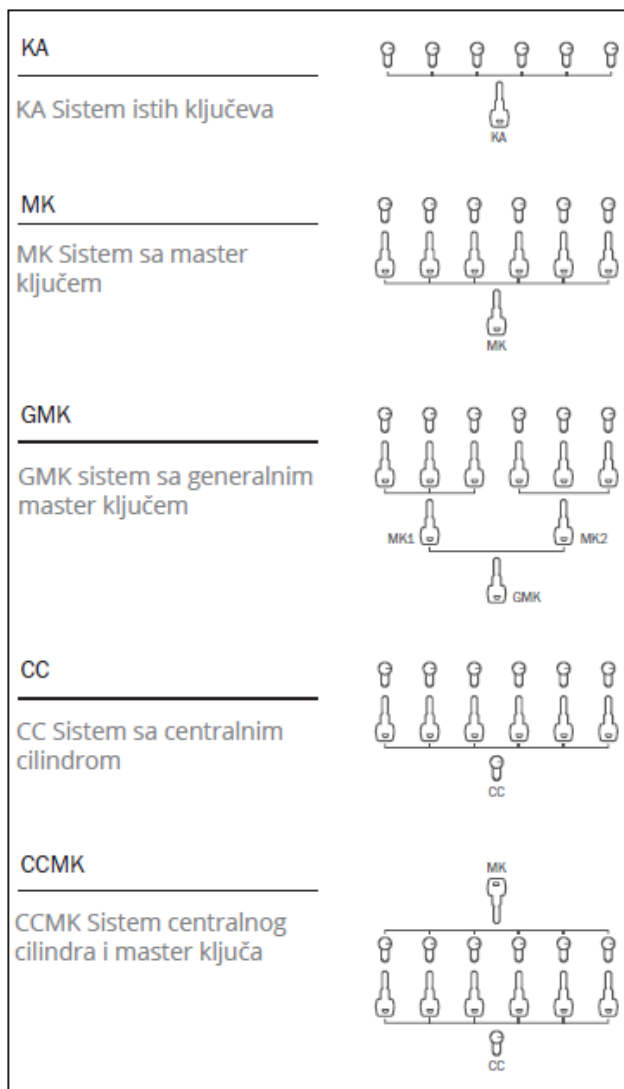 KA
KA Sistem istih ključeva
KA
MK
MK Sistem sa master
ključem
MK
GMK
GMK sistem sa generalnim
master ključem
MK1
MK2
GMK
CC
CC Sistem sa centralnim
cilindrom
CC
CCMK
CCMK Sistem centralnog
cilindra i master ključa
MK
CC